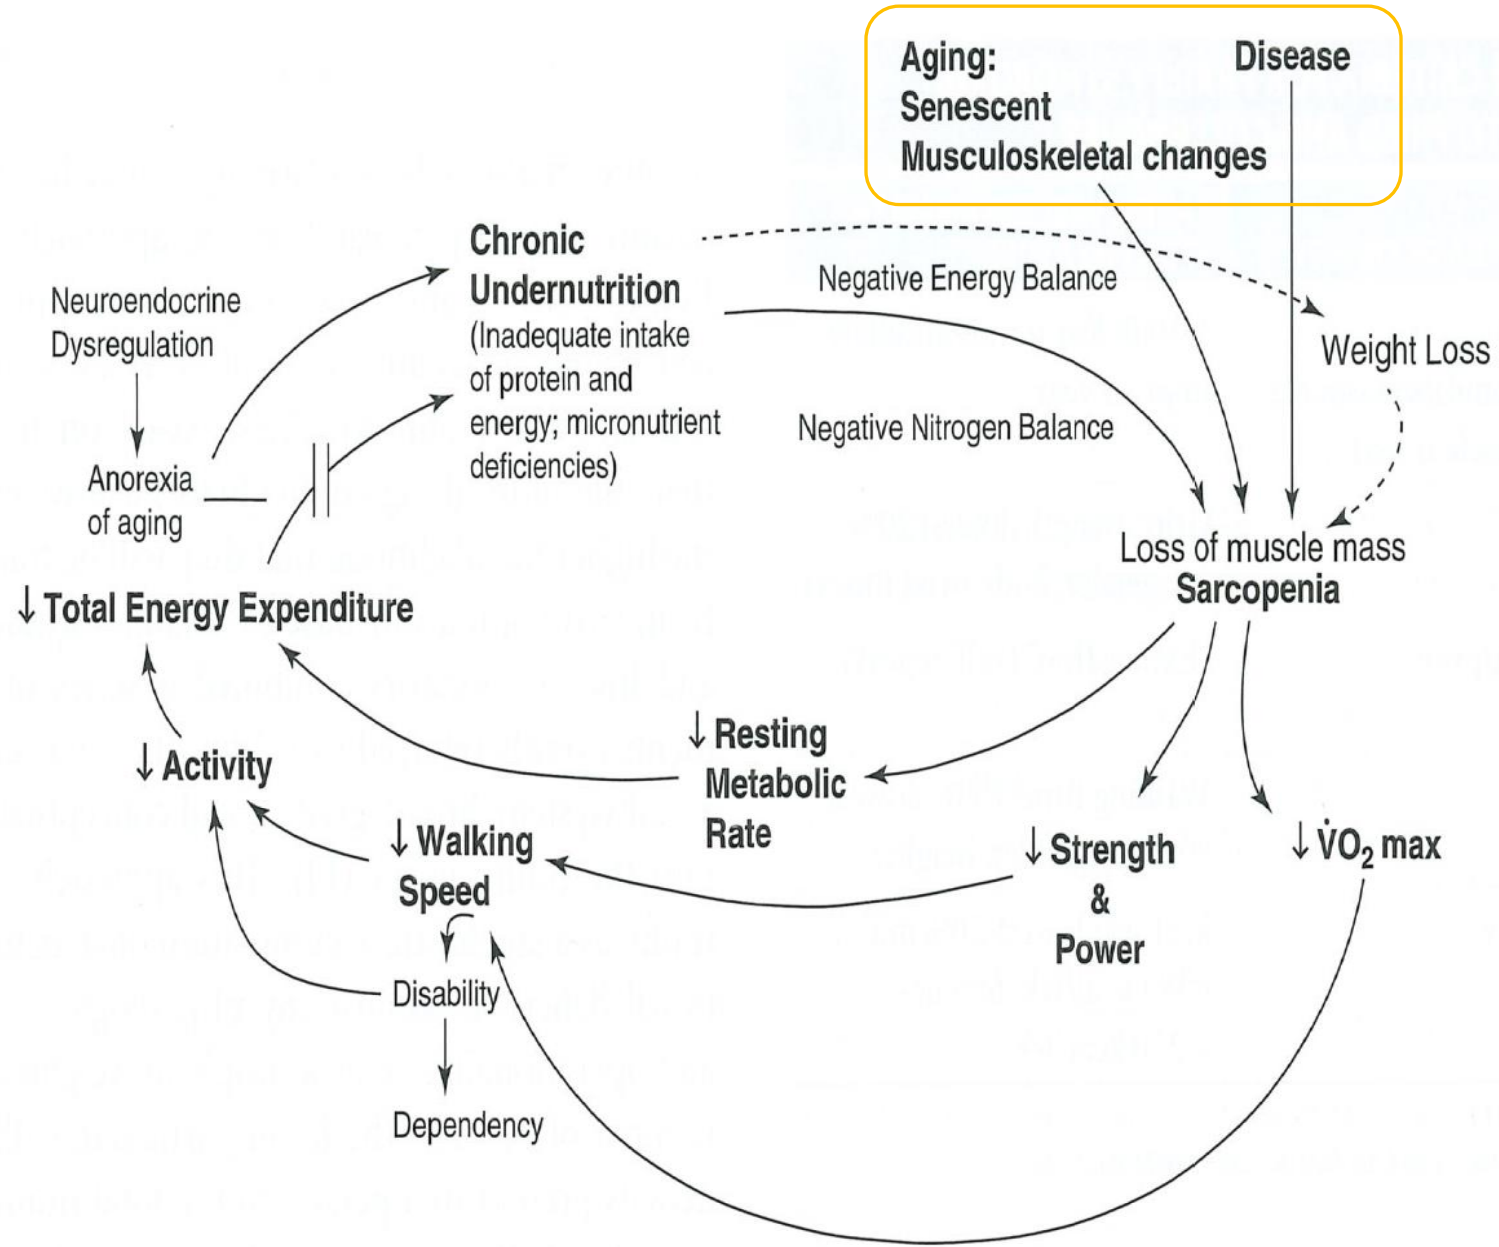 Aging:
Senescent
Musculoskeletal changes
Disease
Chronic
Undernutrition
(Inadequate intake
of protein and
energy; micronutrient
deficiencies)
Neuroendocrine
Dysregulation
Anorexia
of aging
Negative Energy Balance
Negative Nitrogen Balance
Weight Loss
Loss of muscle mass
Sarcopenia
↓ Total Energy Expenditure
↓ Resting
Metabolic
Rate
↓ Activity
↓ Walking
Speed
↓ Strength
&
Power
↓ V̇O₂ max
Disability
Dependency